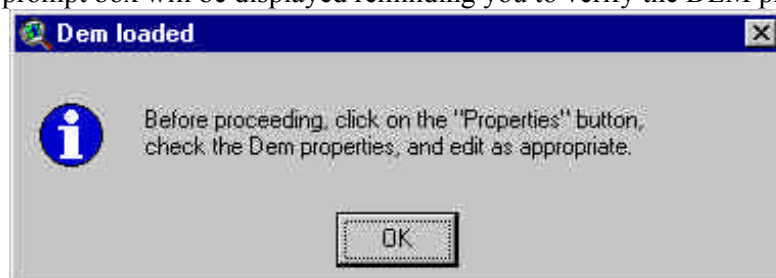 prompt box will be displayed reminding you to verify the DEM
Dem loaded
Before proceeding, click on the "Properties" button,
check the Dem properties, and edit as appropriate.
OK